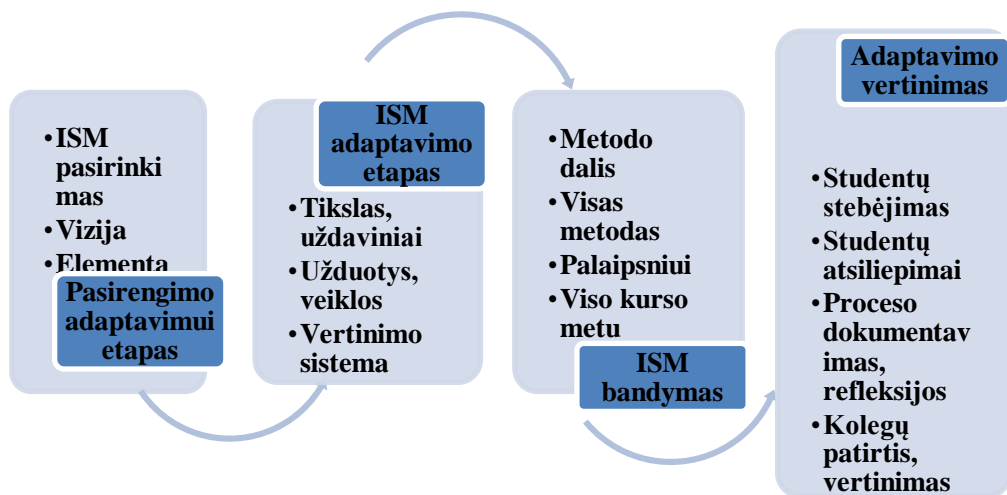 •ISM
pasirinki
mas
•Vizija
•Elementa
Pasirengimo
adaptavimui
etapas
ISM
adaptavimo
etapas
•Tikslas,
uždaviniai
•Užduotys,
veiklos
•Vertinimo
sistema
•Metodo
dalis
•Visas
metodas
•Palaipsniui
•Viso kurso
metu
ISM
bandymas
Adaptavimo
vertinimas
•Studentų
stebėjimas
•Studentų
atsiliepimai
•Proceso
dokumentav
imas,
refleksijos
•Kolegų
patirtis,
vertinimas